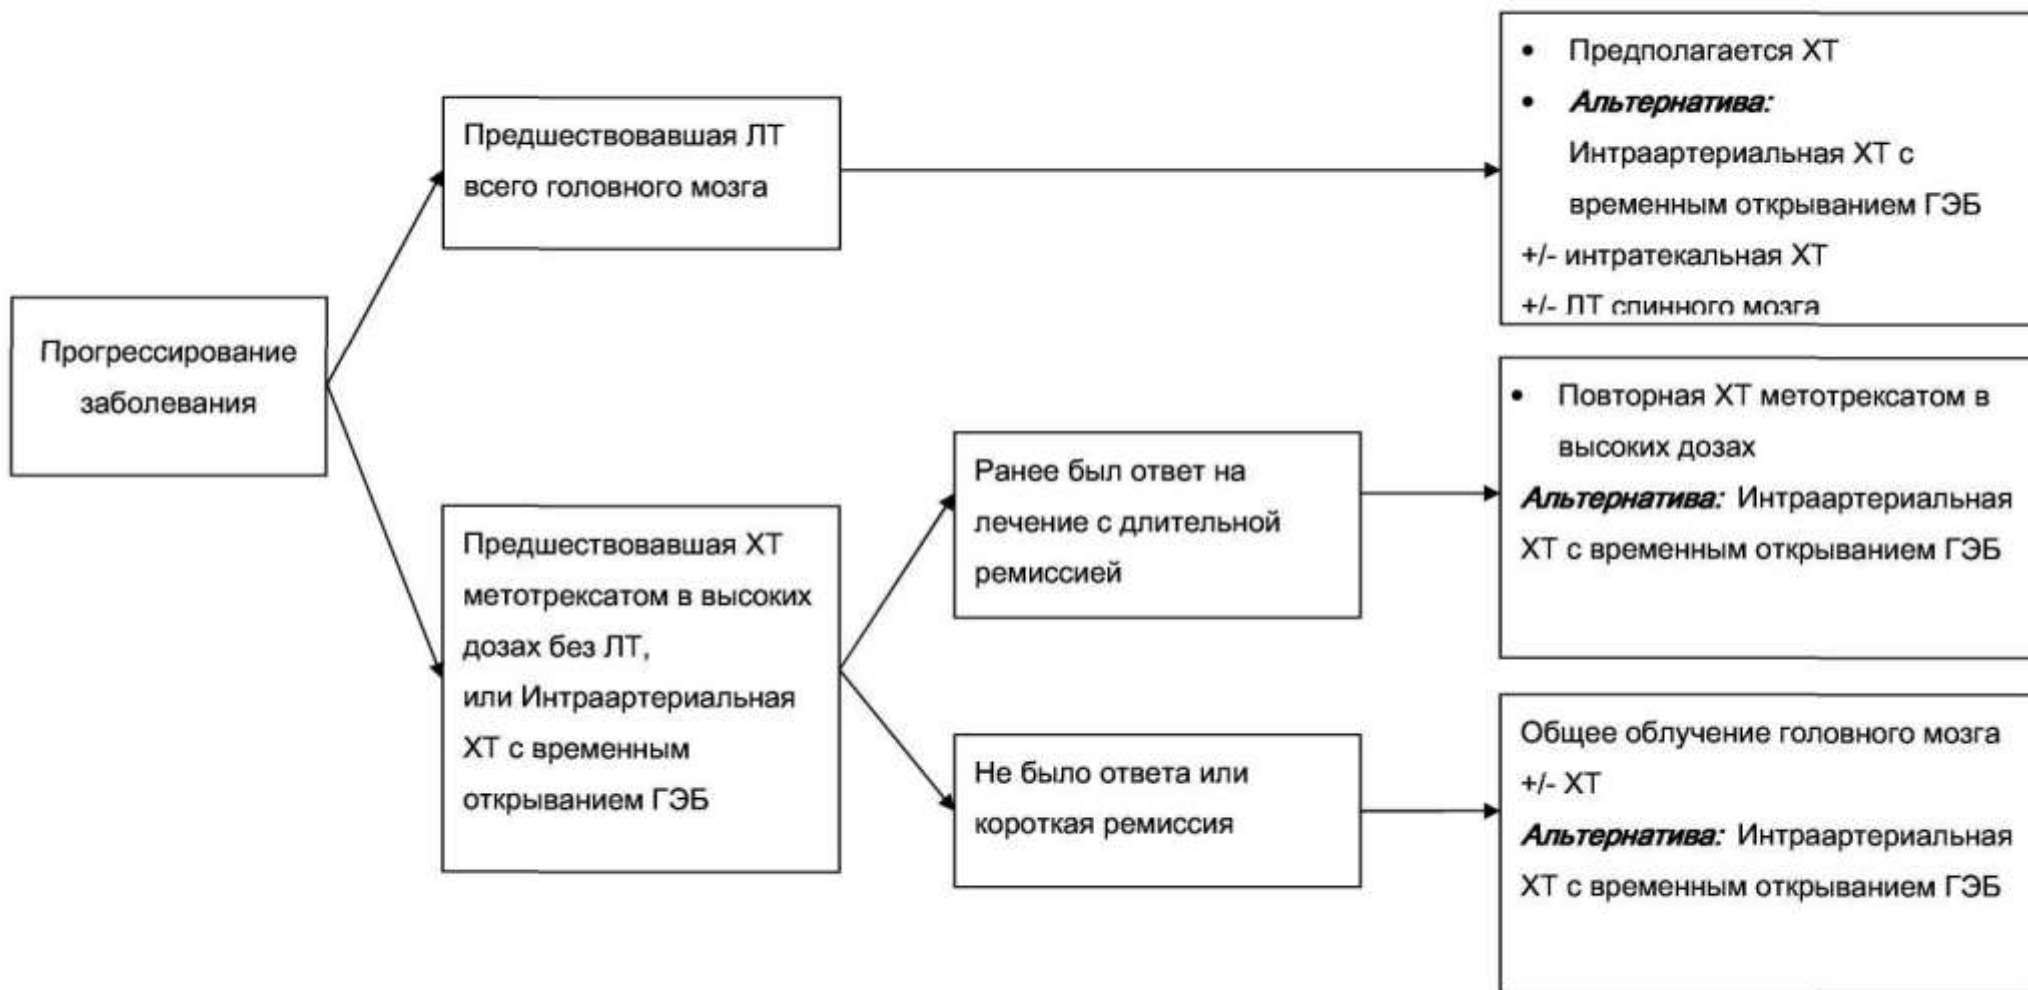 Прогрессирование
заболевания
Предшествовавшая ЛТ
всего головного мозга
• Предполагается ХТ
• Альтернатива:
Интраартериальная ХТ с
временным открыванием ГЭБ
+/- интратекальная ХТ
+/- ЛТ спинного мозга
Предшествовавшая ХТ
метотрексатом в высоких
дозах без ЛТ,
или Интраартериальная
ХТ с временным
открыванием ГЭБ
Ранее был ответ на
лечение с длительной
ремиссией
• Повторная ХТ метотрексатом в
высоких дозах
Альтернатива: Интраартериальная
ХТ с временным открыванием ГЭБ
Не было ответа или
короткая ремиссия
Общее облучение головного мозга
+/- ХТ
Альтернатива: Интраартериальная
ХТ с временным открыванием ГЭБ